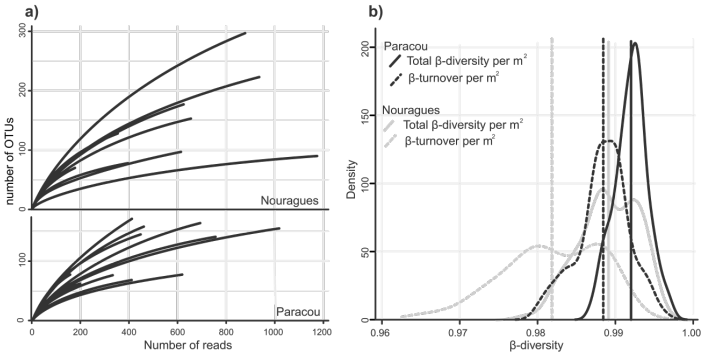 a)
number of OTUs
300
200
100
0
Nouragues
100
0
Paracou
0
200
400
600
800
1000
1200
Number of reads
b)
Density
200
150
100
50
0
Paracou
Total β-diversity per m²
β-turnover per m²
Nouragues
Total β-diversity per m²
β-turnover per m²
0.96
0.97
0.98
0.99
1.00
β-diversity